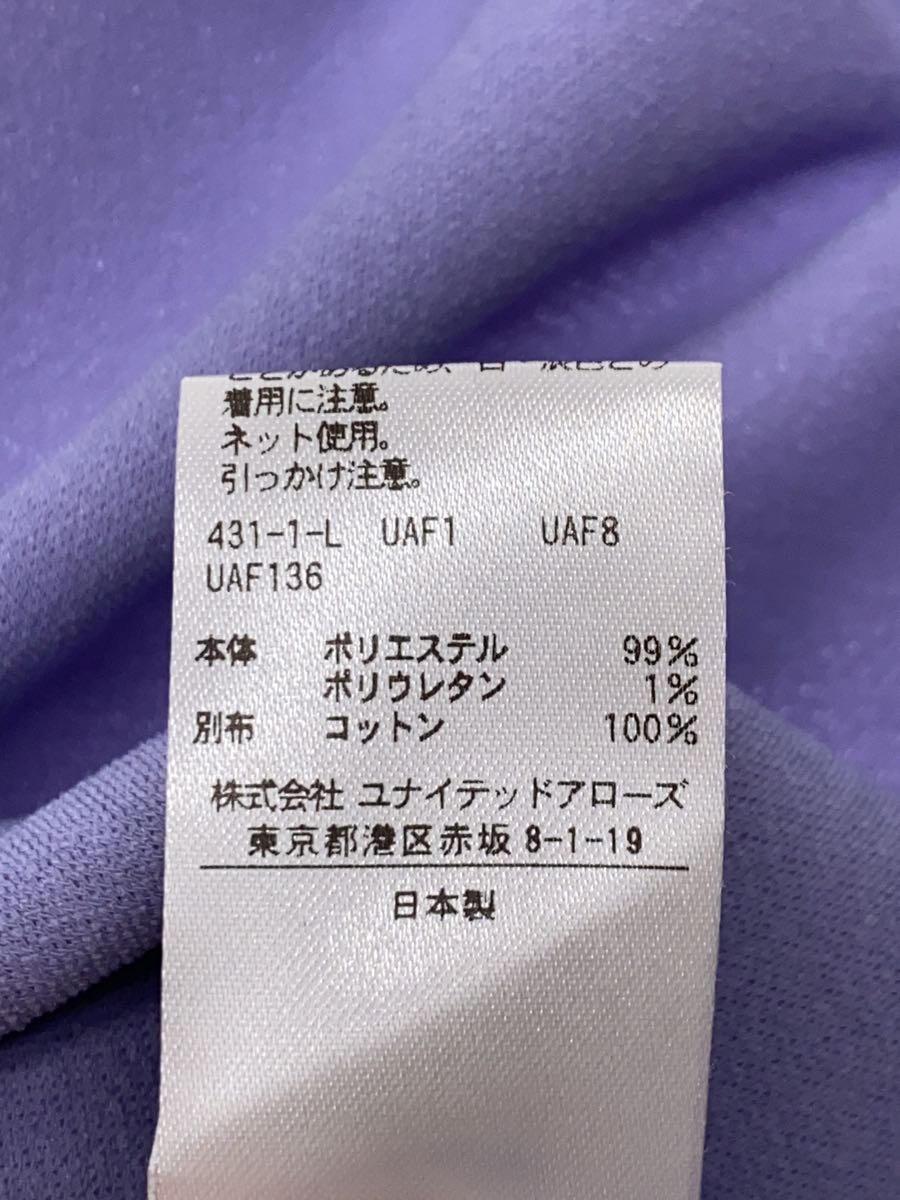 着用に注意。
ネット使用。
引っかけ注意。
431-1-L UAF1 UAF8
UAF136
本体 ポリエステル 99%
ポリウレタン 1%
別布 コットン 100%
株式会社 ユナイテッドアローズ
東京都港区赤坂 8-1-19
日本製